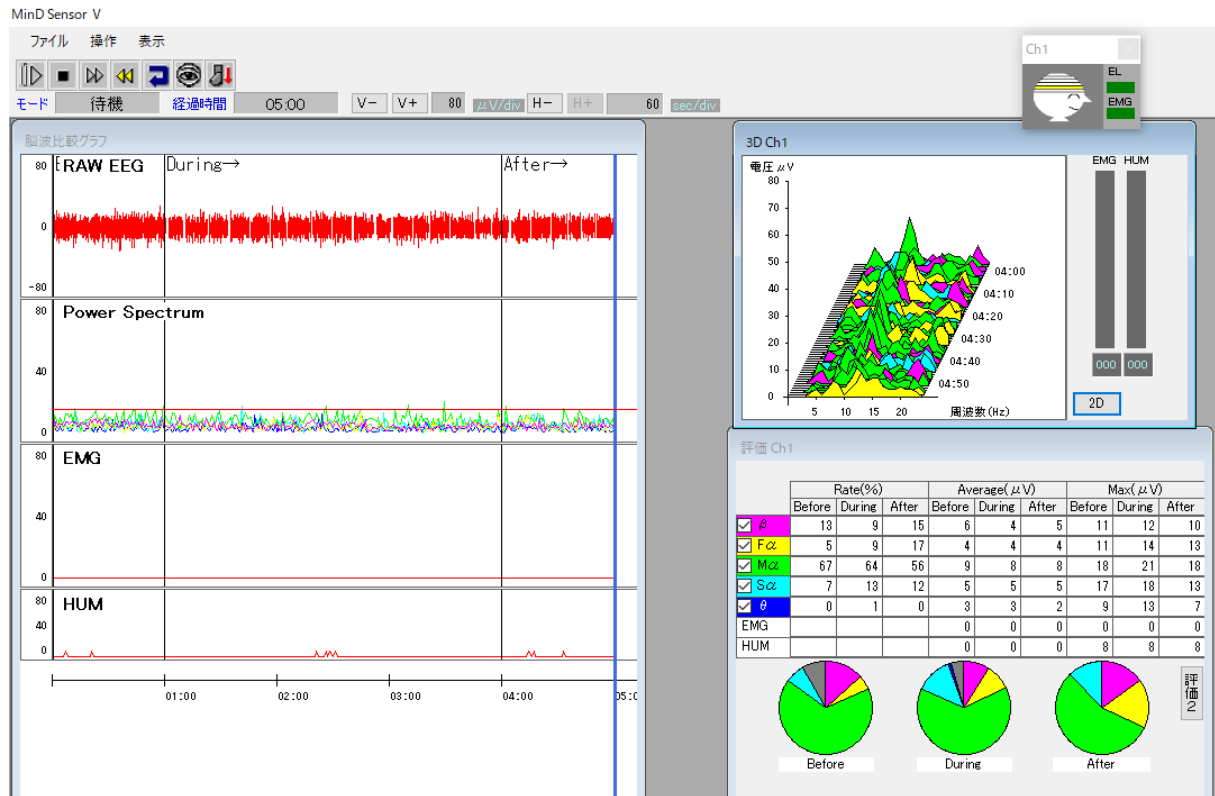 MinD Sensor V
ファイル 操作 表示
モード 待機 経過時間 05:00 V- V+ 80 μV/div H- H+ 60 sec/div
Ch1
EL
EMG
脳波比較グラフ
80 RAW EEG During→ After→
0
-80
80 Power Spectrum
40
0
80 EMG
40
0
80 HUM
40
0
01:00 02:00 03:00 04:00
3D Ch1
電圧μV
80
70
60
50
40
30
20
10
0
5 10 15 20 周波数(Hz)
04:00
04:10
04:20
04:30
04:40
04:50
EMG HUM
000 000
2D
評価 Ch1
Rate(%) Average(μV) Max(μV)
Before During After Before During After Before During After
β 13 9 15 6 4 5 11 12 10
Fα 5 9 17 4 4 4 11 14 13
Mα 67 64 56 9 8 8 18 21 18
Sα 7 13 12 5 5 5 17 18 13
θ 0 1 0 3 3 2 9 13 7
EMG 0 0 0 0 0 0
HUM 0 0 0 8 8 8
Before During After
評価2